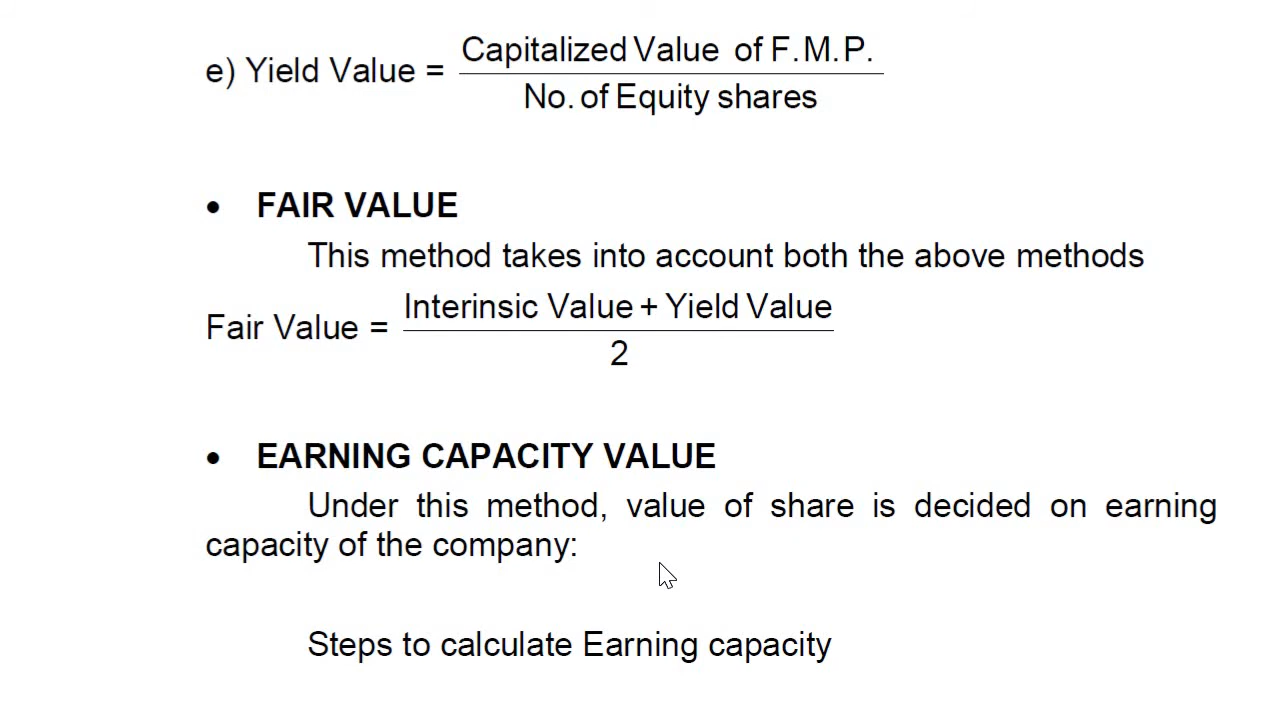 e) Yield Value = Capitalized Value of F.M.P. / No. of Equity shares
• FAIR VALUE
This method takes into account both the above methods
Fair Value = Interinsic Value + Yield Value / 2
• EARNING CAPACITY VALUE
Under this method, value of share is decided on earning
capacity of the company:
Steps to calculate Earning capacity